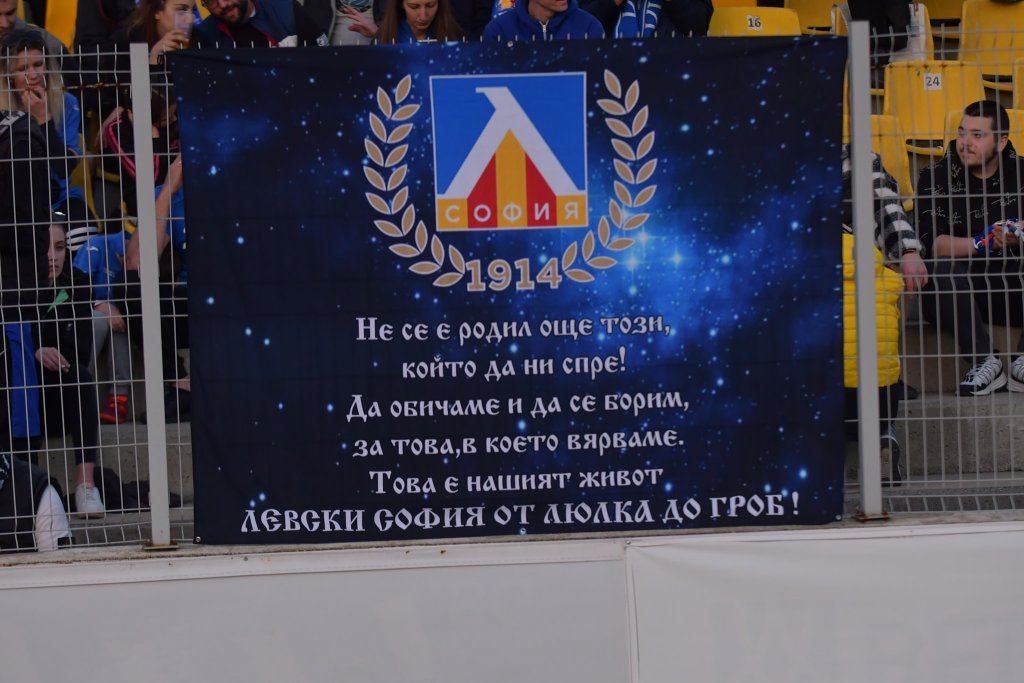 16
24
СОФИЯ
1914
Не се е родил още този,
който да ни спре!
Да обичаме и да се борим,
за това,в което вярваме.
Това е нашият живот
ЛЕВСКИ СОФИЯ ОТ ЛЮЛКА ДО ГРОБ!